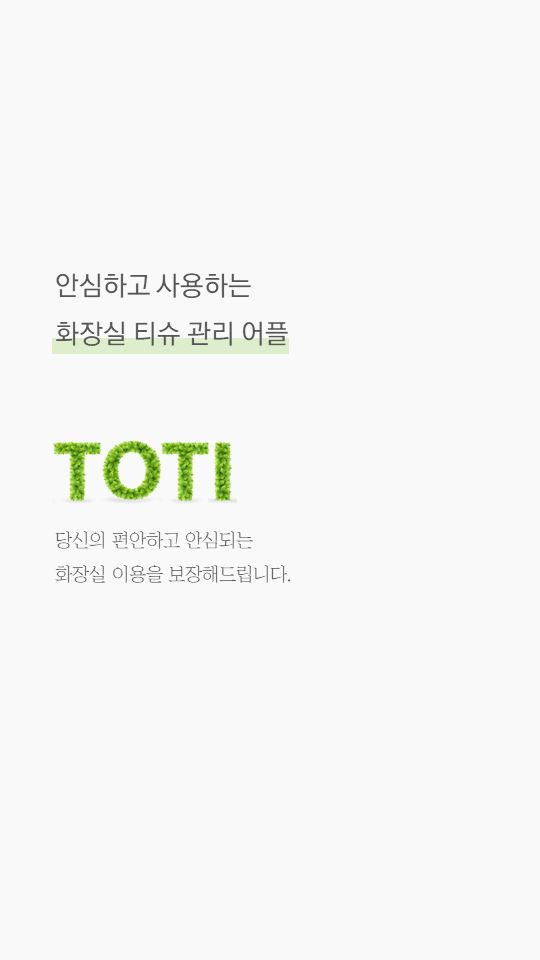 안심하고 사용하는
화장실 티슈 관리 어플
TOTI
당신의 편안하고 안심되는
화장실 이용을 보장해드립니다.